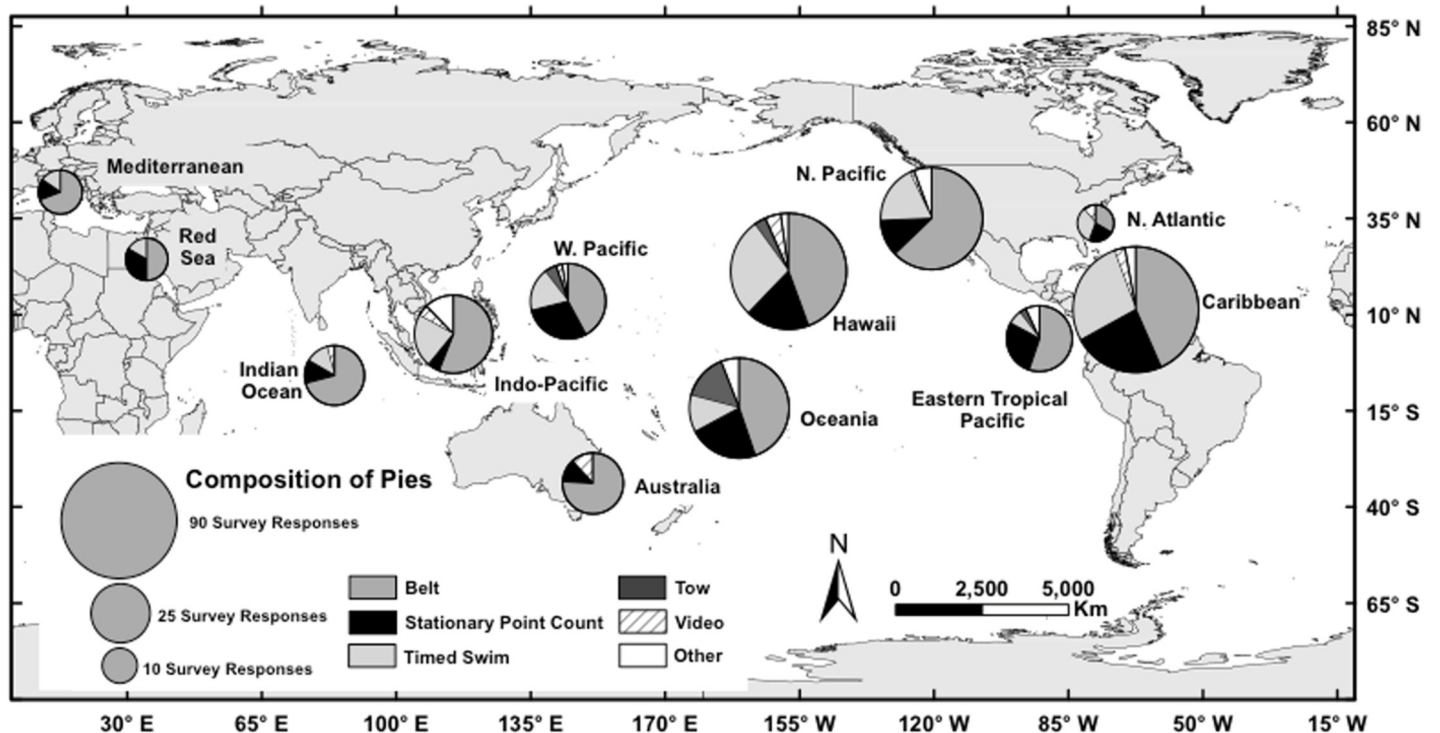 85° N
60° N
35° N
10° N
15° S
40° S
65° S
Mediterranean
Red
Sea
W. Pacific
N. Pacific
N. Atlantic
Hawaii
Caribbean
Indian
Ocean
Indo-Pacific
Oceania
Eastern Tropical
Pacific
Australia
Composition of Pies
90 Survey Responses
25 Survey Responses
10 Survey Responses
Belt
Stationary Point Count
Timed Swim
Tow
Video
Other
N
0 2,500 5,000
Km
30° E 65° E 100° E 135° E 170° E 155° W 120° W 85° W 50° W 15° W